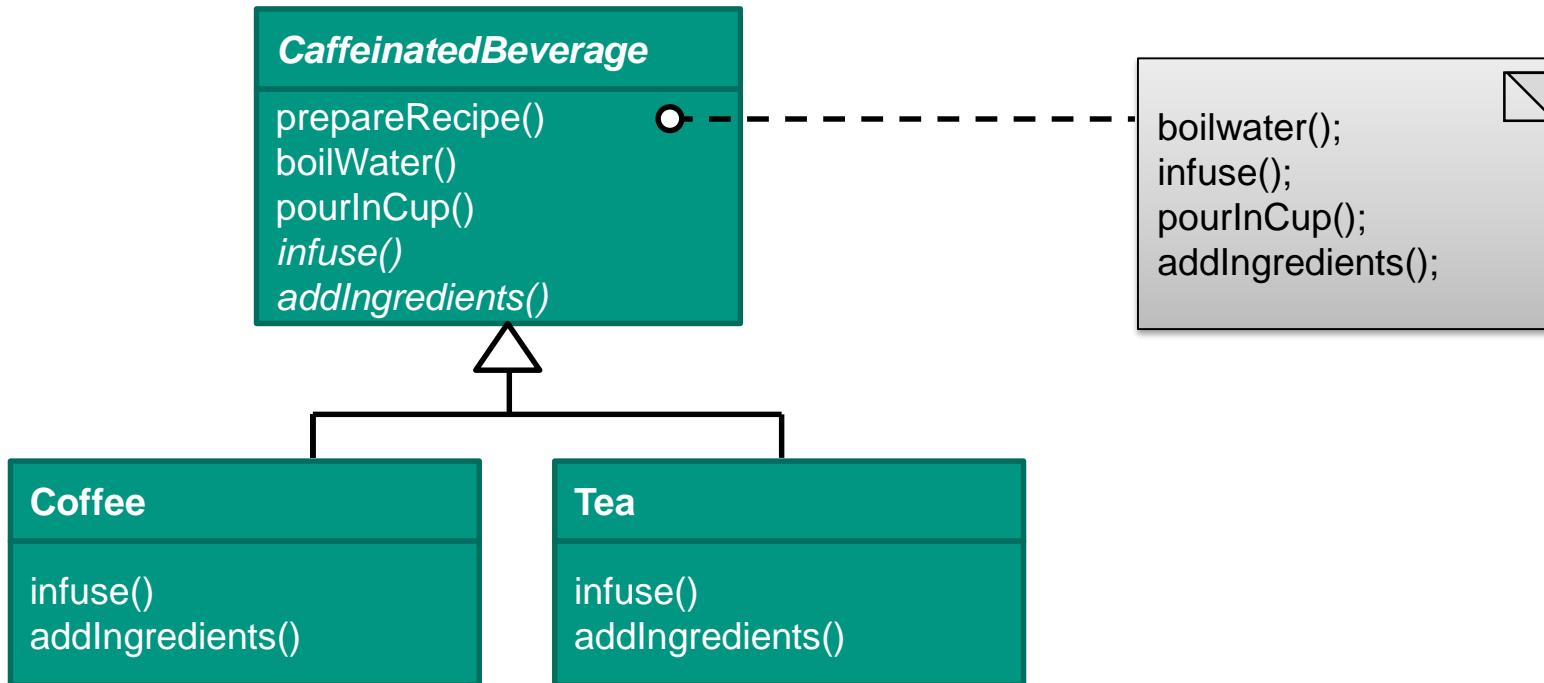 CaffeinatedBeverage
prepareRecipe()
boilWater()
pourInCup()
infuse()
addIngredients()
boilwater();
infuse();
pourInCup();
addIngredients();
Coffee
infuse()
addIngredients()
Tea
infuse()
addIngredients()